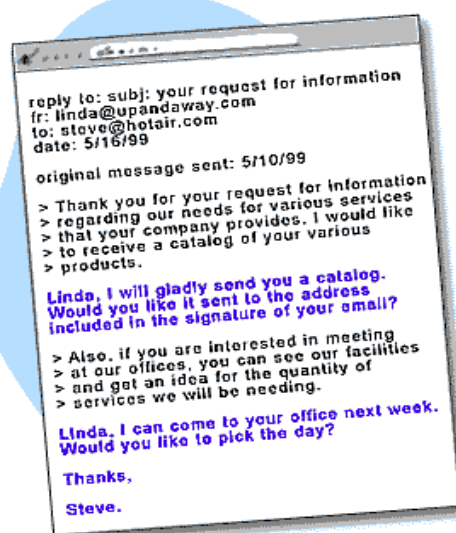 reply to: subj: your request for information
fr: linda@upandaway.com
to: steve@hotair.com
date: 5/16/99
original message sent: 5/10/99
> Thank you for your request for information
> regarding our needs for various services
> that your company provides. I would like
> to receive a catalog of your various
> products.
Linda, I will gladly send you a catalog.
Would you like it sent to the address
included in the signature of your email?
> Also, if you are interested in meeting
> at our offices, you can see our facilities
> and get an idea for the quantity of
> services we will be needing.
Linda, I can come to your office next week.
Would you like to pick the day?
Thanks,
Steve.